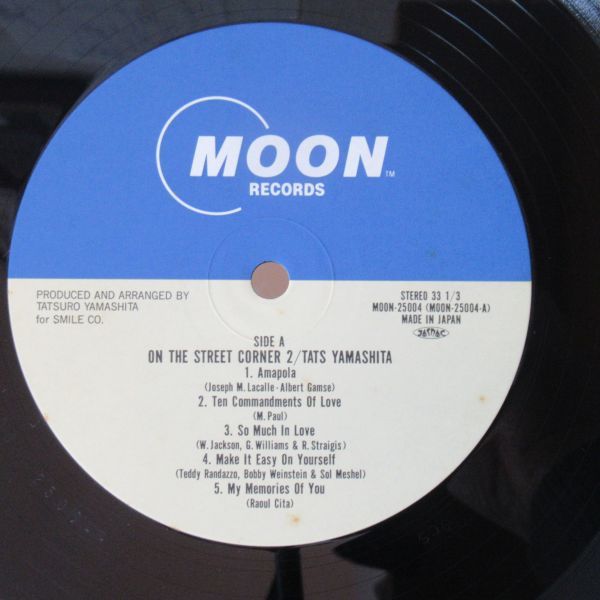 MOON™
RECORDS
PRODUCED AND ARRANGED BY
TATSURO YAMASHITA
for SMILE CO.
STEREO 33 1/3
MOON-25004 (MOON-25004-A)
MADE IN JAPAN
SIDE A
ON THE STREET CORNER 2/TATS YAMASHITA
1. Amapola
(Joseph M. Lacalle-Albert Gamse)
2. Ten Commandments Of Love
(M. Paul)
3. So Much In Love
(W. Jackson, G. Williams & R. Straigis)
4. Make It Easy On Yourself
(Teddy Randazzo, Bobby Weinstein & Sol Meshel)
5. My Memories Of You
(Raoul Cita)